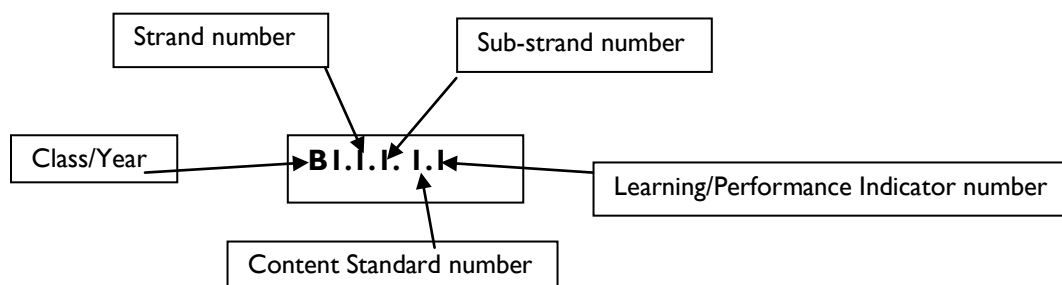 Strand number
Sub-strand number
Class/Year
B1.1.1. 1.1
Learning/Performance Indicator number
Content Standard number